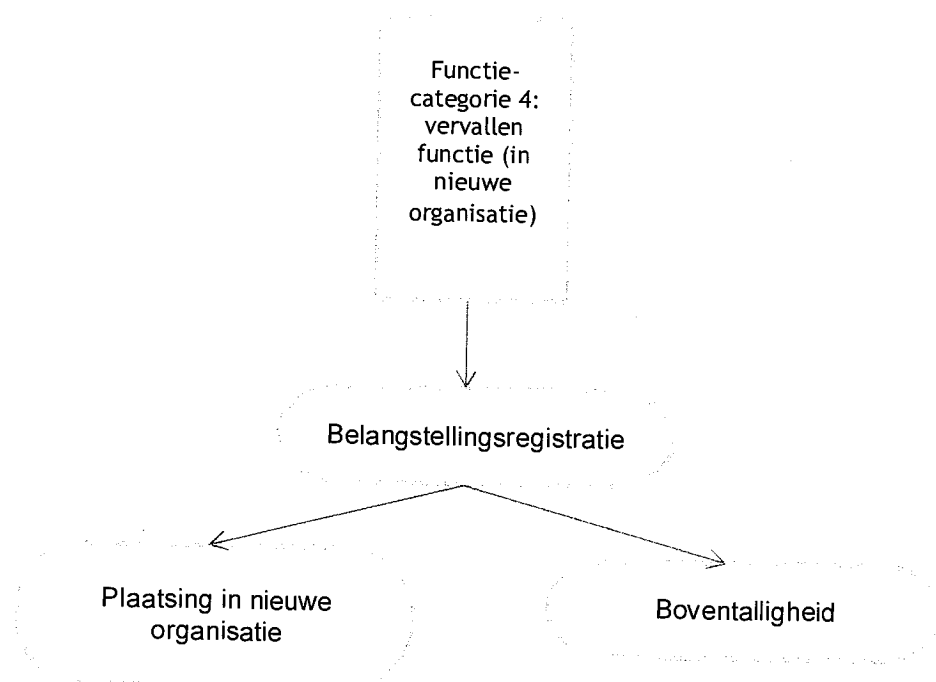 Functie-
categorie 4:
vervallen
functie (in
nieuwe
organisatie)
Belangstellingsregistratie
Plaatsing in nieuwe
organisatie
Boventalligheid